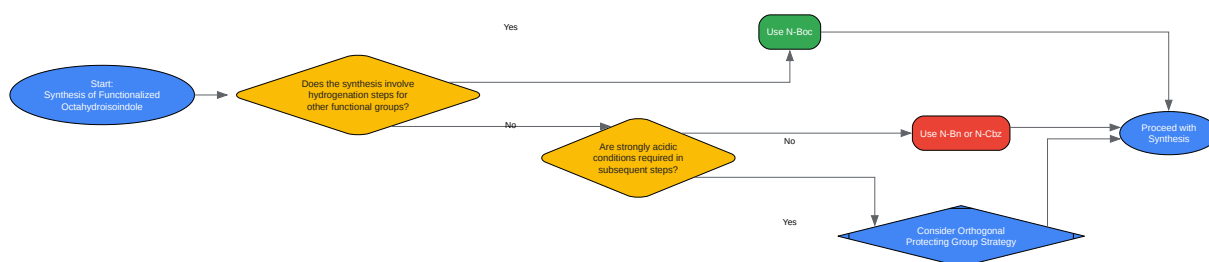 Start:
Synthesis of Functionalized
Octahydroisoindole
Does the synthesis involve
hydrogenation steps for
other functional groups?
Yes
Use N-Boc
No
Are strongly acidic
conditions required in
subsequent steps?
No
Use N-Bn or N-Cbz
Yes
Consider Orthogonal
Protecting Group Strategy
Proceed with
Synthesis